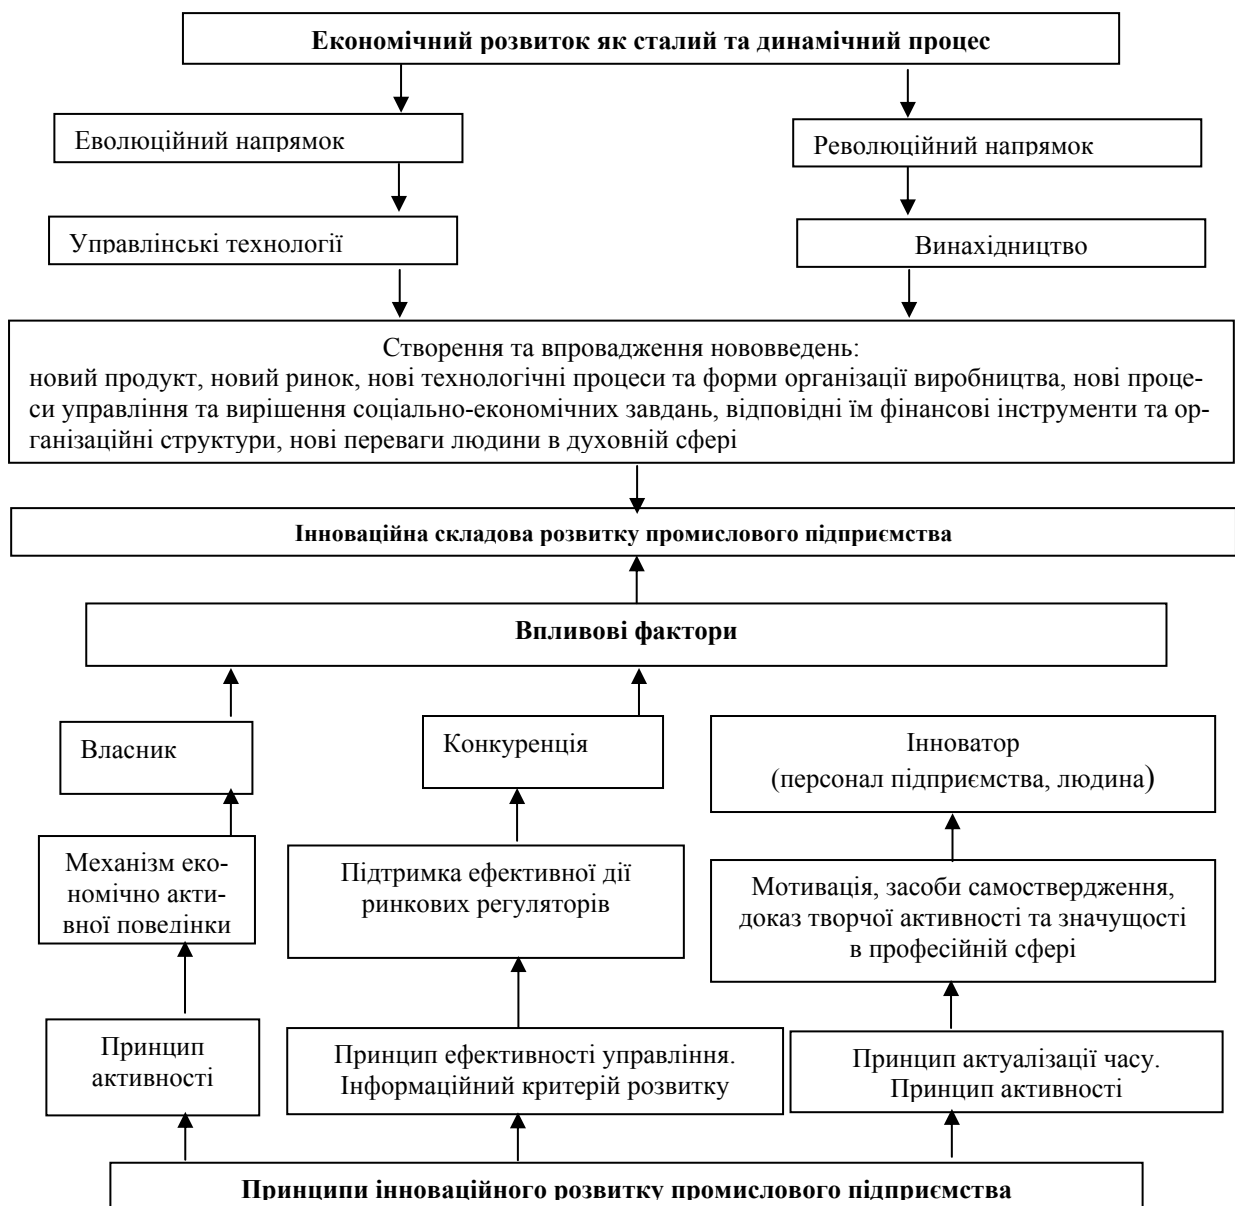 Економічний розвиток як сталий та динамічний процес
Еволюційний напрямок
Революційний напрямок
Управлінські технології
Винахідництво
Створення та впровадження нововведень:
новий продукт, новий ринок, нові технологічні процеси та форми організації виробництва, нові проце-
си управління та вирішення соціально-економічних завдань, відповідні їм фінансові інструменти та ор-
ганізаційні структури, нові переваги людини в духовній сфері
Інноваційна складова розвитку промислового підприємства
Впливові фактори
Власник
Конкуренція
Інноватор
(персонал підприємства, людина)
Механізм еко-
номічно акти-
вної поведінки
Підтримка ефективної дії
ринкових регуляторів
Мотивація, засоби самоствердження,
доказ творчої активності та значущості
в професійній сфері
Принцип
активності
Принцип ефективності управління.
Інформаційний критерій розвитку
Принцип актуалізації часу.
Принцип активності
Принципи інноваційного розвитку промислового підприємства